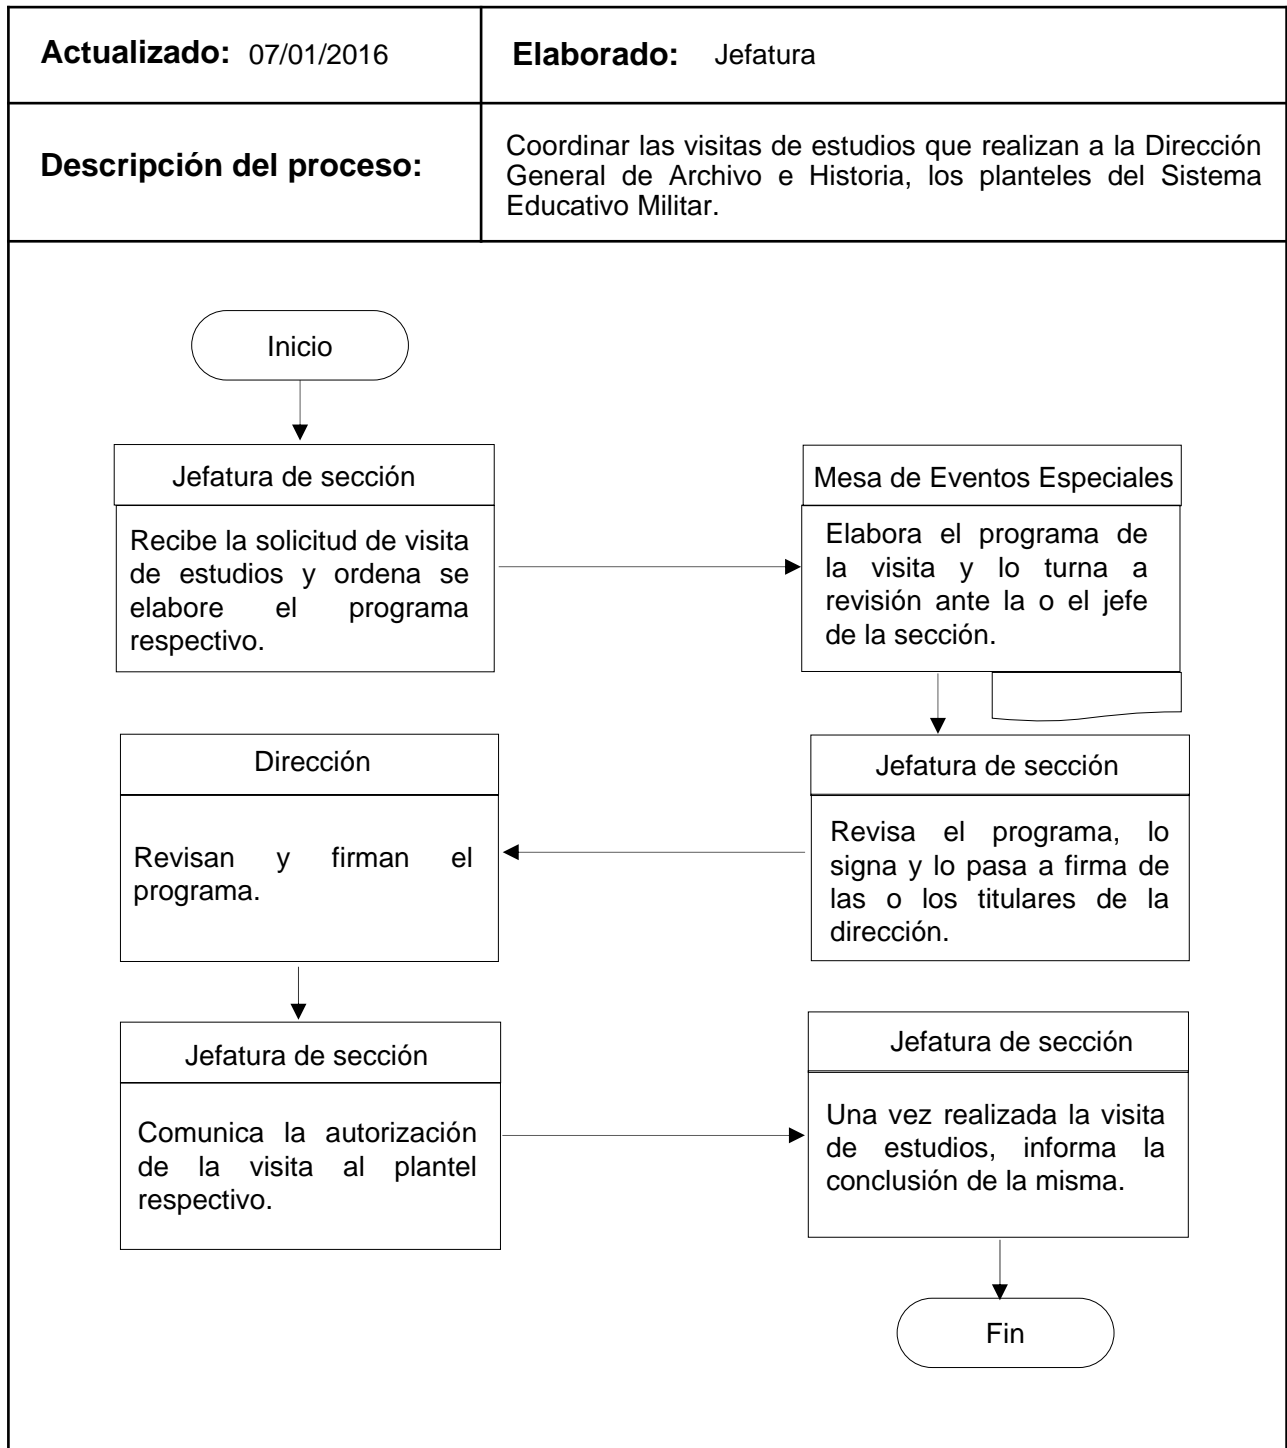 Actualizado: 07/01/2016
Elaborado: Jefatura
Descripción del proceso:
Coordinar las visitas de estudios que realizan a la Dirección
General de Archivo e Historia, los planteles del Sistema
Educativo Militar.
Inicio
Jefatura de sección
Recibe la solicitud de visita
de estudios y ordena se
elabore el programa
respectivo.
Mesa de Eventos Especiales
Elabora el programa de
la visita y lo turna a
revisión ante la o el jefe
de la sección.
Jefatura de sección
Revisa el programa, lo
signa y lo pasa a firma de
las o los titulares de la
dirección.
Dirección
Revisan y firman el
programa.
Jefatura de sección
Comunica la autorización
de la visita al plantel
respectivo.
Jefatura de sección
Una vez realizada la visita
de estudios, informa la
conclusión de la misma.
Fin